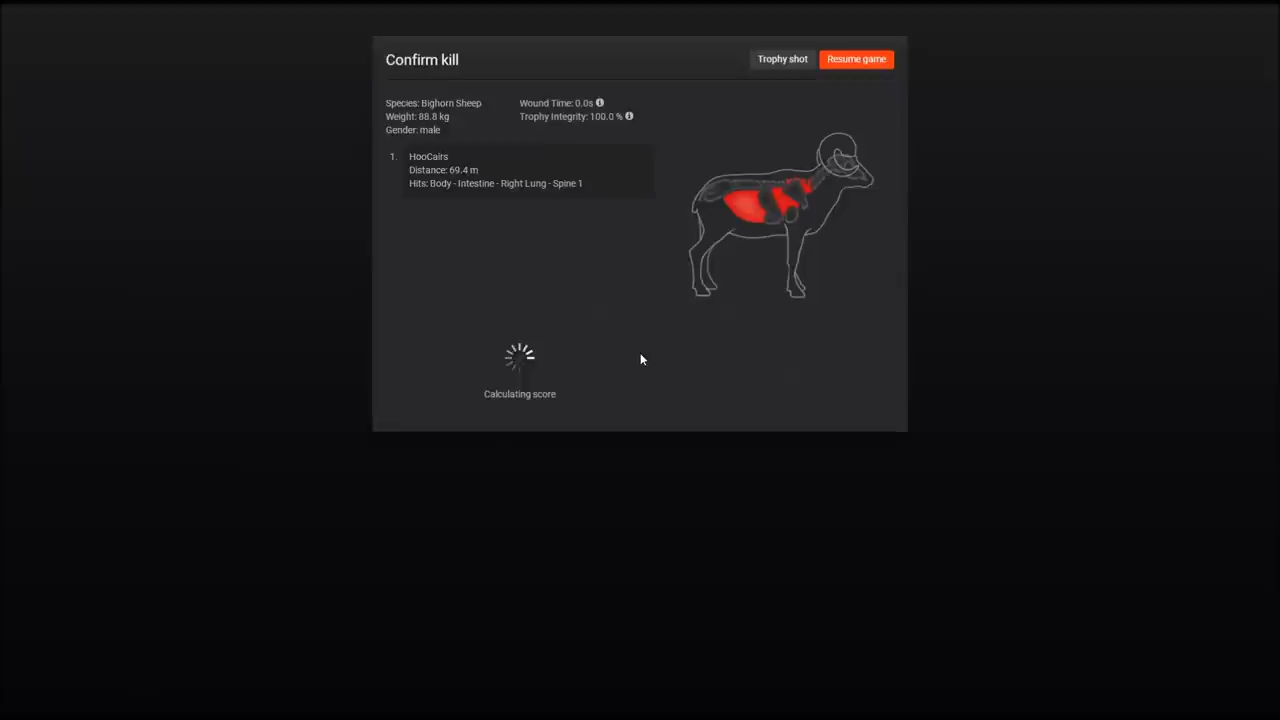 Confirm kill
Trophy shot
Resume game
Species: Bighorn Sheep
Wound Time: 0.0s
Weight: 88.8 kg
Trophy Integrity: 100.0 %
Gender: male
1.
HooCairs
Distance: 69.4 m
Hits: Body - Intestine - Right Lung - Spine 1
Calculating score